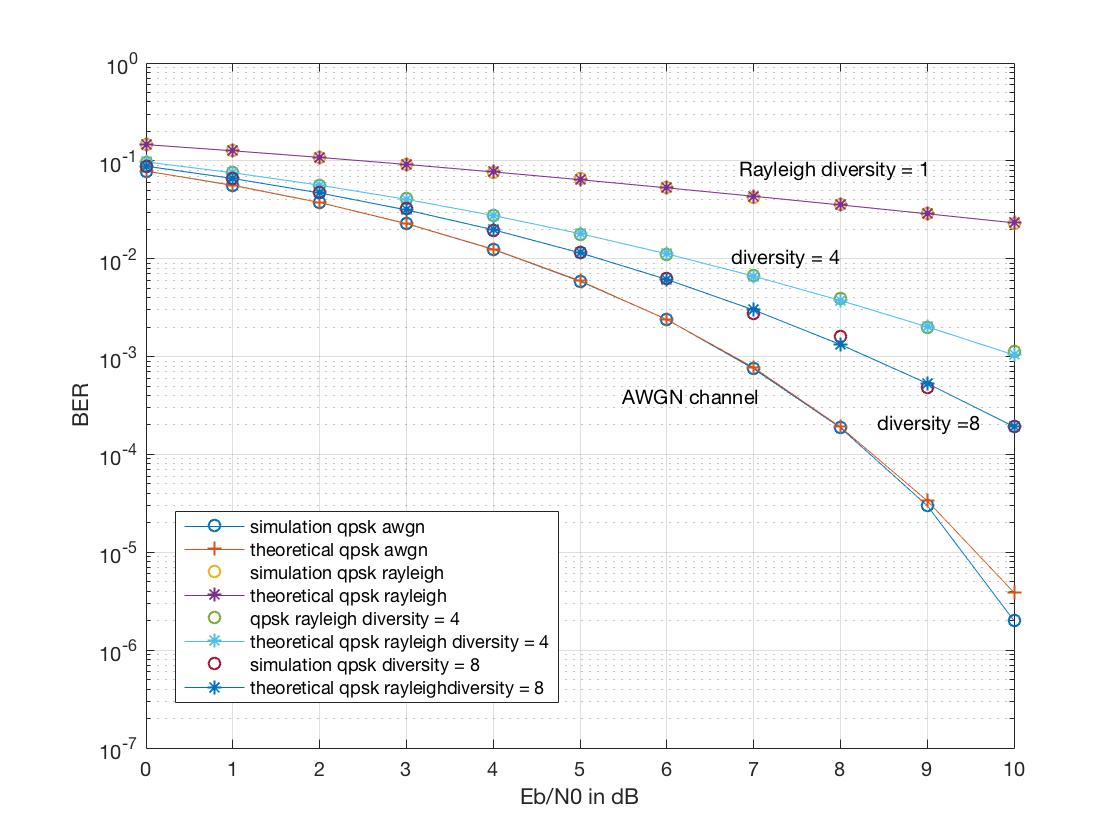 10^0
10^-1
10^-2
10^-3
10^-4
10^-5
10^-6
10^-7
BER
Rayleigh diversity = 1
diversity = 4
AWGN channel
diversity =8
simulation qpsk awgn
theoretical qpsk awgn
simulation qpsk rayleigh
theoretical qpsk rayleigh
qpsk rayleigh diversity = 4
theoretical qpsk rayleigh diversity = 4
simulation qpsk diversity = 8
theoretical qpsk rayleighdiversity = 8
0 1 2 3 4 5 6 7 8 9 10
Eb/N0 in dB